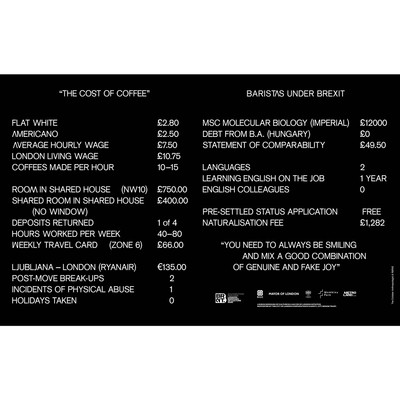 “THE COST OF COFFEE”
FLAT WHITE £2.80
AMERICANO £2.50
AVERAGE HOURLY WAGE £7.50
LONDON LIVING WAGE £10.75
COFFEES MADE PER HOUR 10–15
ROOM IN SHARED HOUSE (NW10) £750.00
SHARED ROOM IN SHARED HOUSE £400.00
(NO WINDOW)
DEPOSITS RETURNED 1 of 4
HOURS WORKED PER WEEK 40–80
WEEKLY TRAVEL CARD (ZONE 6) £66.00
LJUBLJANA – LONDON (RYANAIR) €135.00
POST-MOVE BREAK-UPS 2
INCIDENTS OF PHYSICAL ABUSE 1
HOLIDAYS TAKEN 0
BARISTAS UNDER BREXIT
MSC MOLECULAR BIOLOGY (IMPERIAL) £12000
DEBT FROM B.A. (HUNGARY) £0
STATEMENT OF COMPARABILITY £49.50
LANGUAGES 2
LEARNING ENGLISH ON THE JOB 1 YEAR
ENGLISH COLLEAGUES 0
PRE-SETTLED STATUS APPLICATION FREE
NATURALISATION FEE £1,282
“YOU NEED TO ALWAYS BE SMILING
AND MIX A GOOD COMBINATION
OF GENUINE AND FAKE JOY”
MAYOR OF LONDON